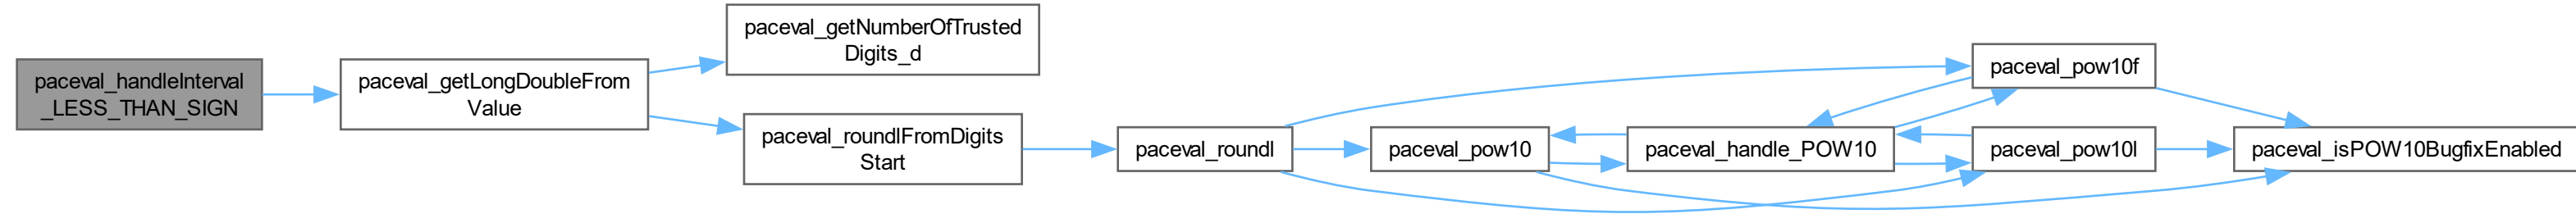 paceval_handleInterval
_LESS_THAN_SIGN
paceval_getLongDoubleFrom
Value
paceval_getNumberOfTrusted
Digits_d
paceval_roundlFromDigits
Start
paceval_roundl
paceval_pow10
paceval_handle_POW10
paceval_pow10f
paceval_pow10l
paceval_isPOW10BugfixEnabled